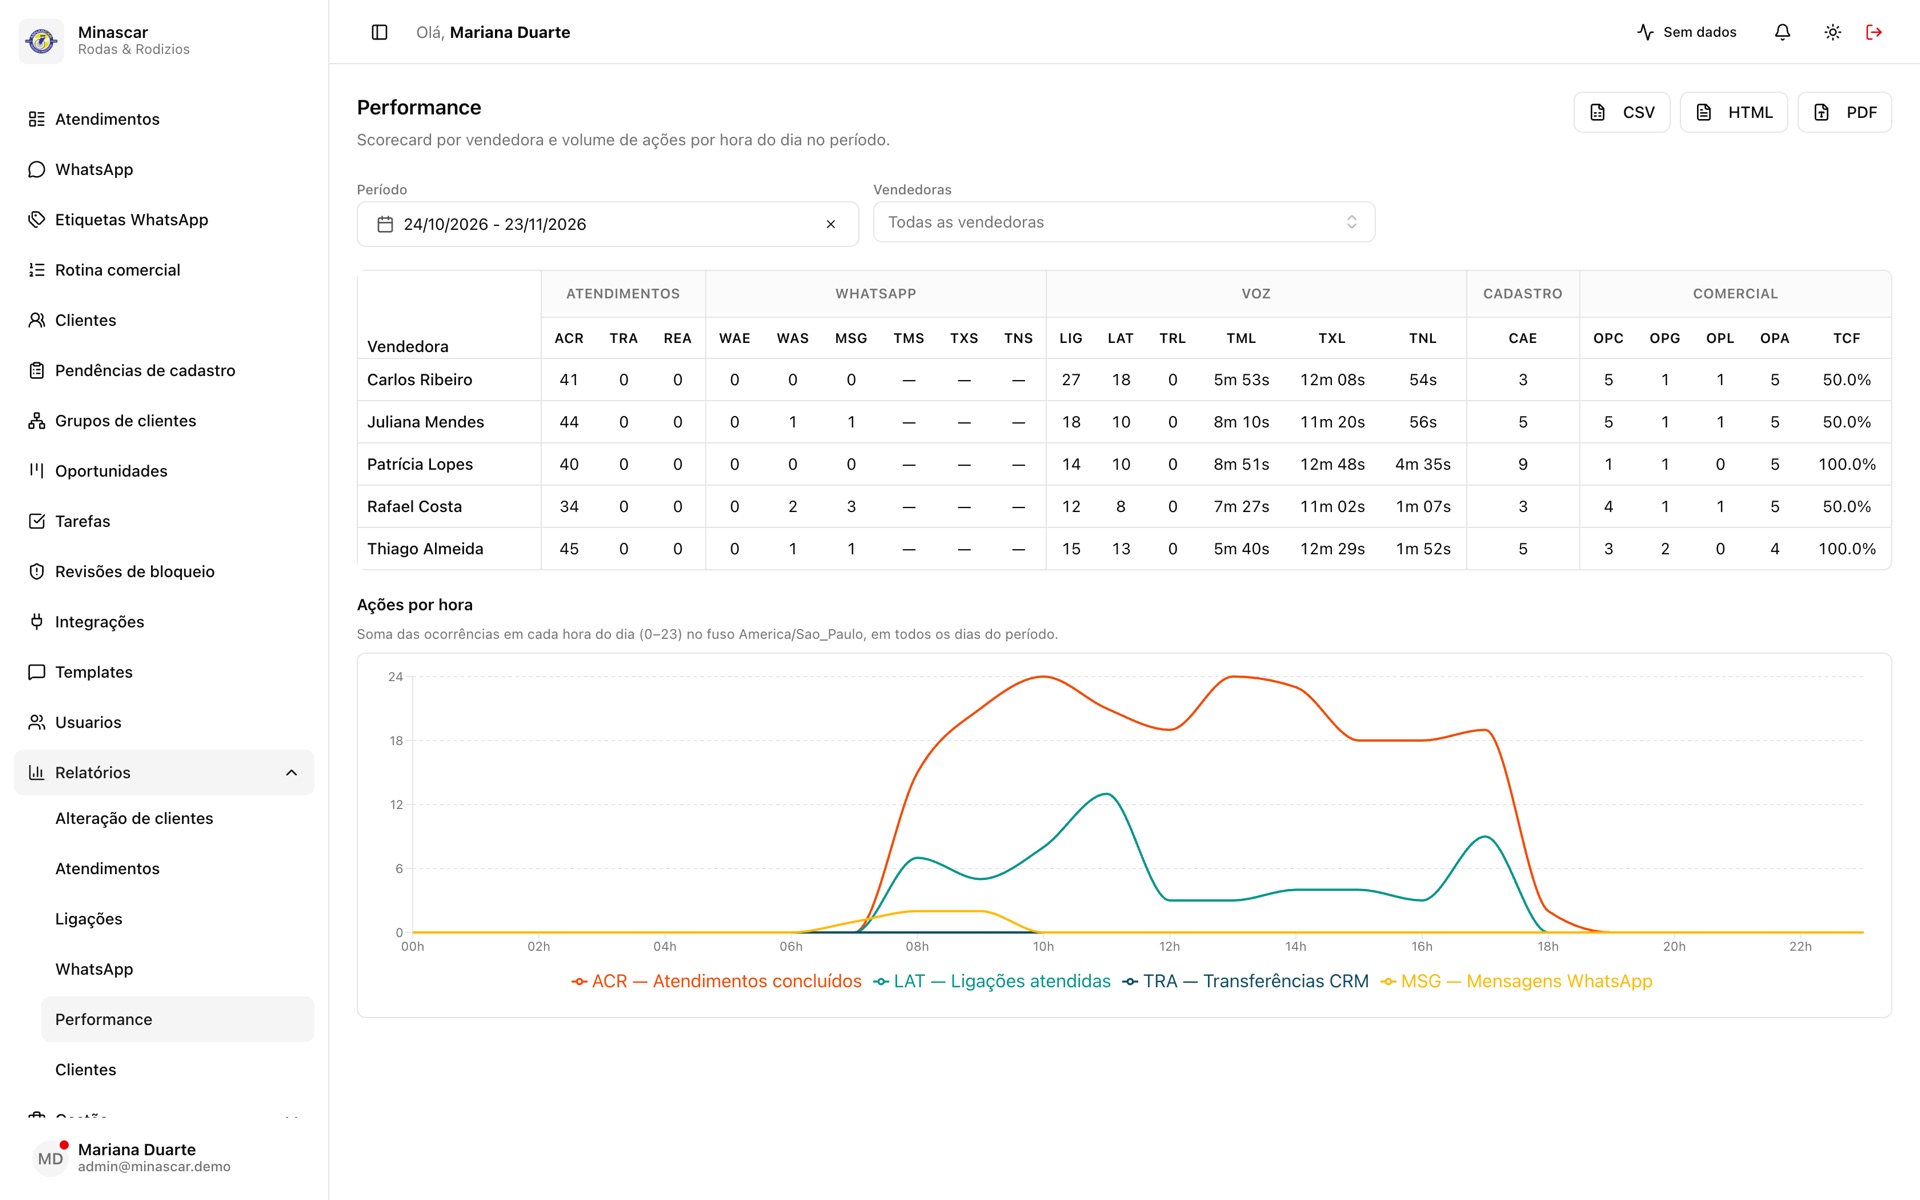 Minascar
Rodas & Rodizios
Atendimentos
WhatsApp
Etiquetas WhatsApp
Rotina comercial
Clientes
Pendências de cadastro
Grupos de clientes
Oportunidades
Tarefas
Revisões de bloqueio
Integrações
Templates
Usuarios
Relatórios
Alteração de clientes
Atendimentos
Ligações
WhatsApp
Performance
Clientes
MD
Mariana Duarte
admin@minascar.demo
Olá, Mariana Duarte
Sem dados
Performance
Scorecard por vendedora e volume de ações por hora do dia no período.
CSV HTML PDF
Período Vendedoras
24/10/2026 - 23/11/2026 Todas as vendedoras
ATENDIMENTOS WHATSAPP VOZ CADASTRO COMERCIAL
Vendedora ACR TRA REA WAE WAS MSG TMS TXS TNS LIG LAT TRL TML TXL TNL CAE OPC OPG OPL OPA TCF
Carlos Ribeiro 41 0 0 0 0 0 — — — 27 18 0 5m 53s 12m 08s 54s 3 5 1 1 5 50.0%
Juliana Mendes 44 0 0 0 1 1 — — — 18 10 0 8m 10s 11m 20s 56s 5 5 1 1 5 50.0%
Patrícia Lopes 40 0 0 0 0 0 — — — 14 10 0 8m 51s 12m 48s 4m 35s 9 1 1 0 5 100.0%
Rafael Costa 34 0 0 0 2 3 — — — 12 8 0 7m 27s 11m 02s 1m 07s 3 4 1 1 5 50.0%
Thiago Almeida 45 0 0 0 1 1 — — — 15 13 0 5m 40s 12m 29s 1m 52s 5 3 2 0 4 100.0%
Ações por hora
Soma das ocorrências em cada hora do dia (0–23) no fuso America/Sao_Paulo, em todos os dias do período.
24
18
12
6
0
00h 02h 04h 06h 08h 10h 12h 14h 16h 18h 20h 22h
ACR — Atendimentos concluídos LAT — Ligações atendidas TRA — Transferências CRM MSG — Mensagens WhatsApp